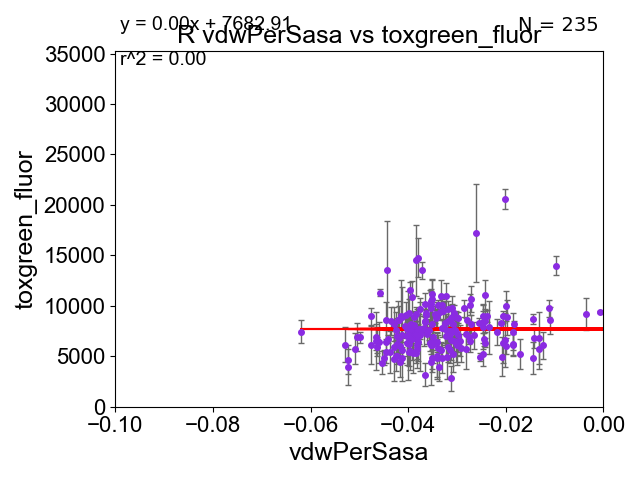 y = 0.00x + 7682.91
N = 235
R vdwPerSasa vs toxgreen_fluor
r^2 = 0.00
35000
30000
25000
20000
15000
10000
5000
0
toxgreen_fluor
−0.10
−0.08
−0.06
−0.04
−0.02
0.00
vdwPerSasa